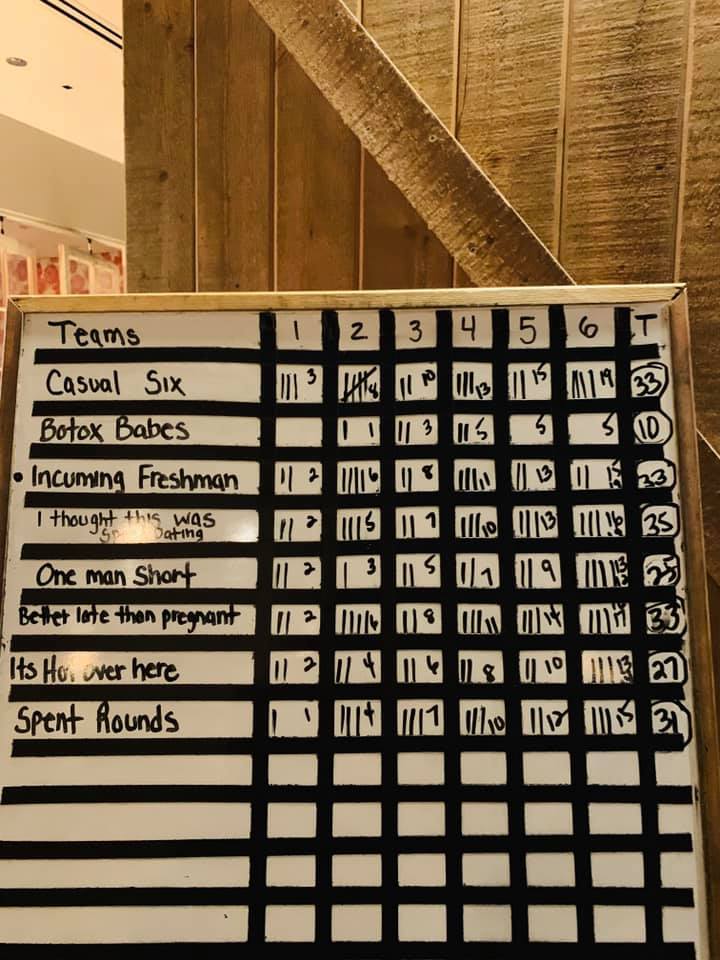 Teams 1 2 3 4 5 6 T
Casual Six 3 8 10 13 15 19 33
Botox Babes 1 3 5 5 5 10
Incuming Freshman 2 6 8 11 13 15 33
I thought this was 2 5 7 10 13 35
Dating
One man Short 2 3 5 7 9 25
Better late than pregnant 2 6 8 11 14 33
Its Hot over here 2 4 6 8 10 13 27
Spent Rounds 1 4 7 10 12 15 31